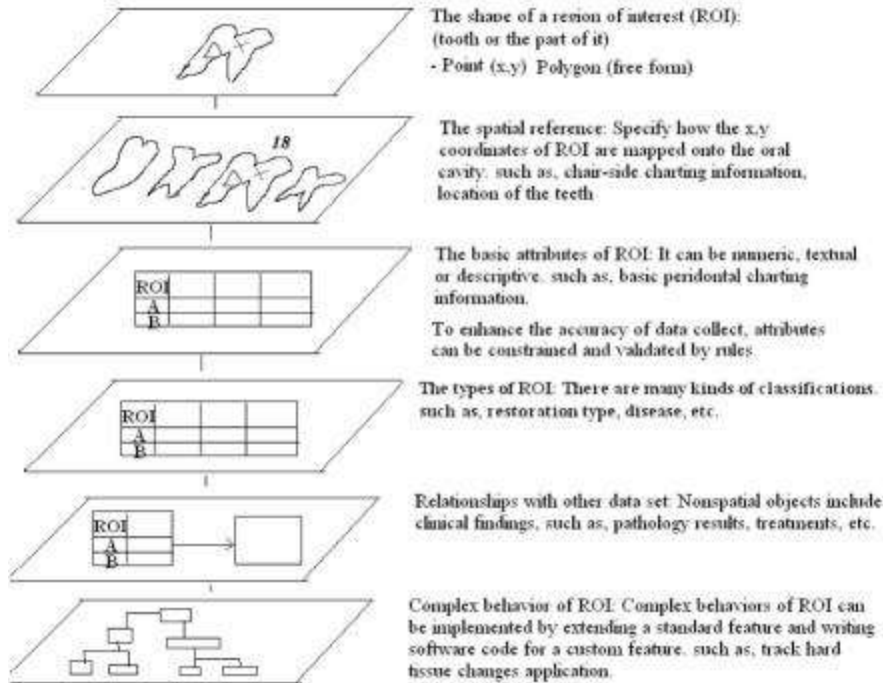 The shape of a region of interest (ROI):
(tooth or the part of it)
- Point (x,y) Polygon (free form)
18
The spatial reference: Specify how the x,y
coordinates of ROI are mapped onto the oral
cavity. such as, chair-side charting information,
location of the teeth
The basic attributes of ROI: It can be numeric, textual
or descriptive. such as, basic peridontal charting
information.
To enhance the accuracy of data collect, attributes
can be constrained and validated by rules
ROI
A
B
The types of ROI: There are many kinds of classifications.
such as, restoration type, disease, etc.
ROI
A
B
Relationships with other data set: Nonspatial objects include
clinical findings, such as, pathology results, treatments, etc.
ROI
A
B
Complex behavior of ROI: Complex behaviors of ROI can
be implemented by extending a standard feature and writing
software code for a custom feature. such as, track hard
tissue changes application.